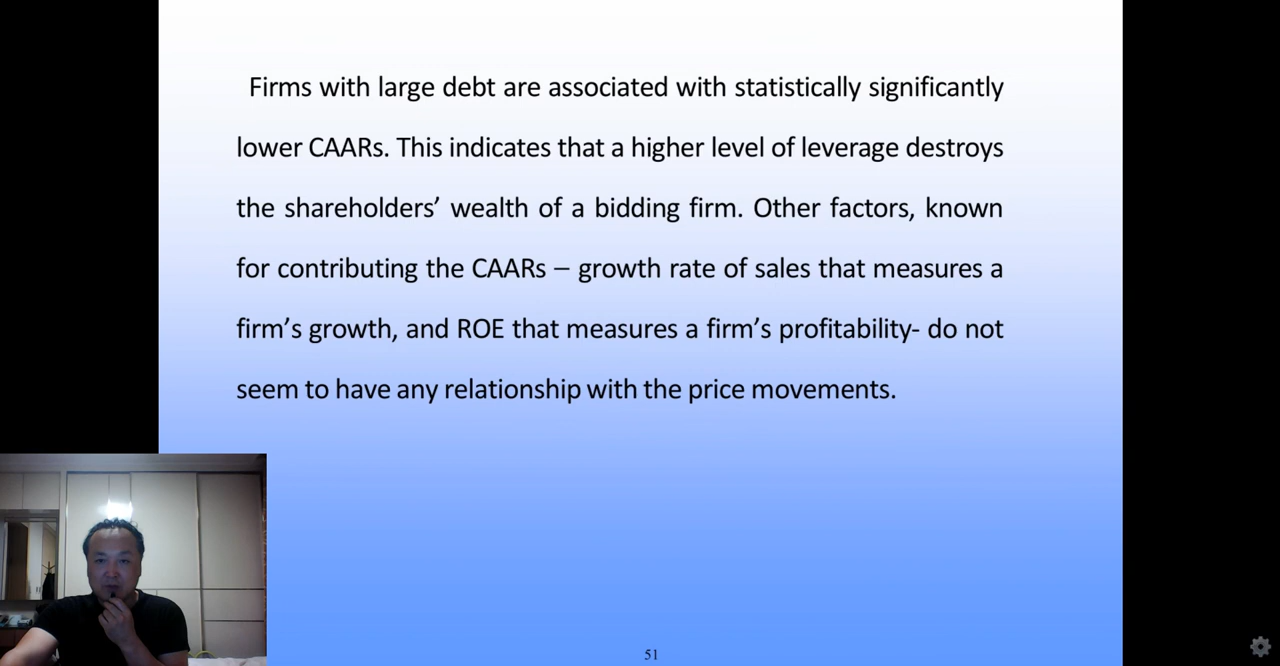 Firms with large debt are associated with statistically significantly
lower CAARs. This indicates that a higher level of leverage destroys
the shareholders’ wealth of a bidding firm. Other factors, known
for contributing the CAARs – growth rate of sales that measures a
firm’s growth, and ROE that measures a firm’s profitability- do not
seem to have any relationship with the price movements.
51